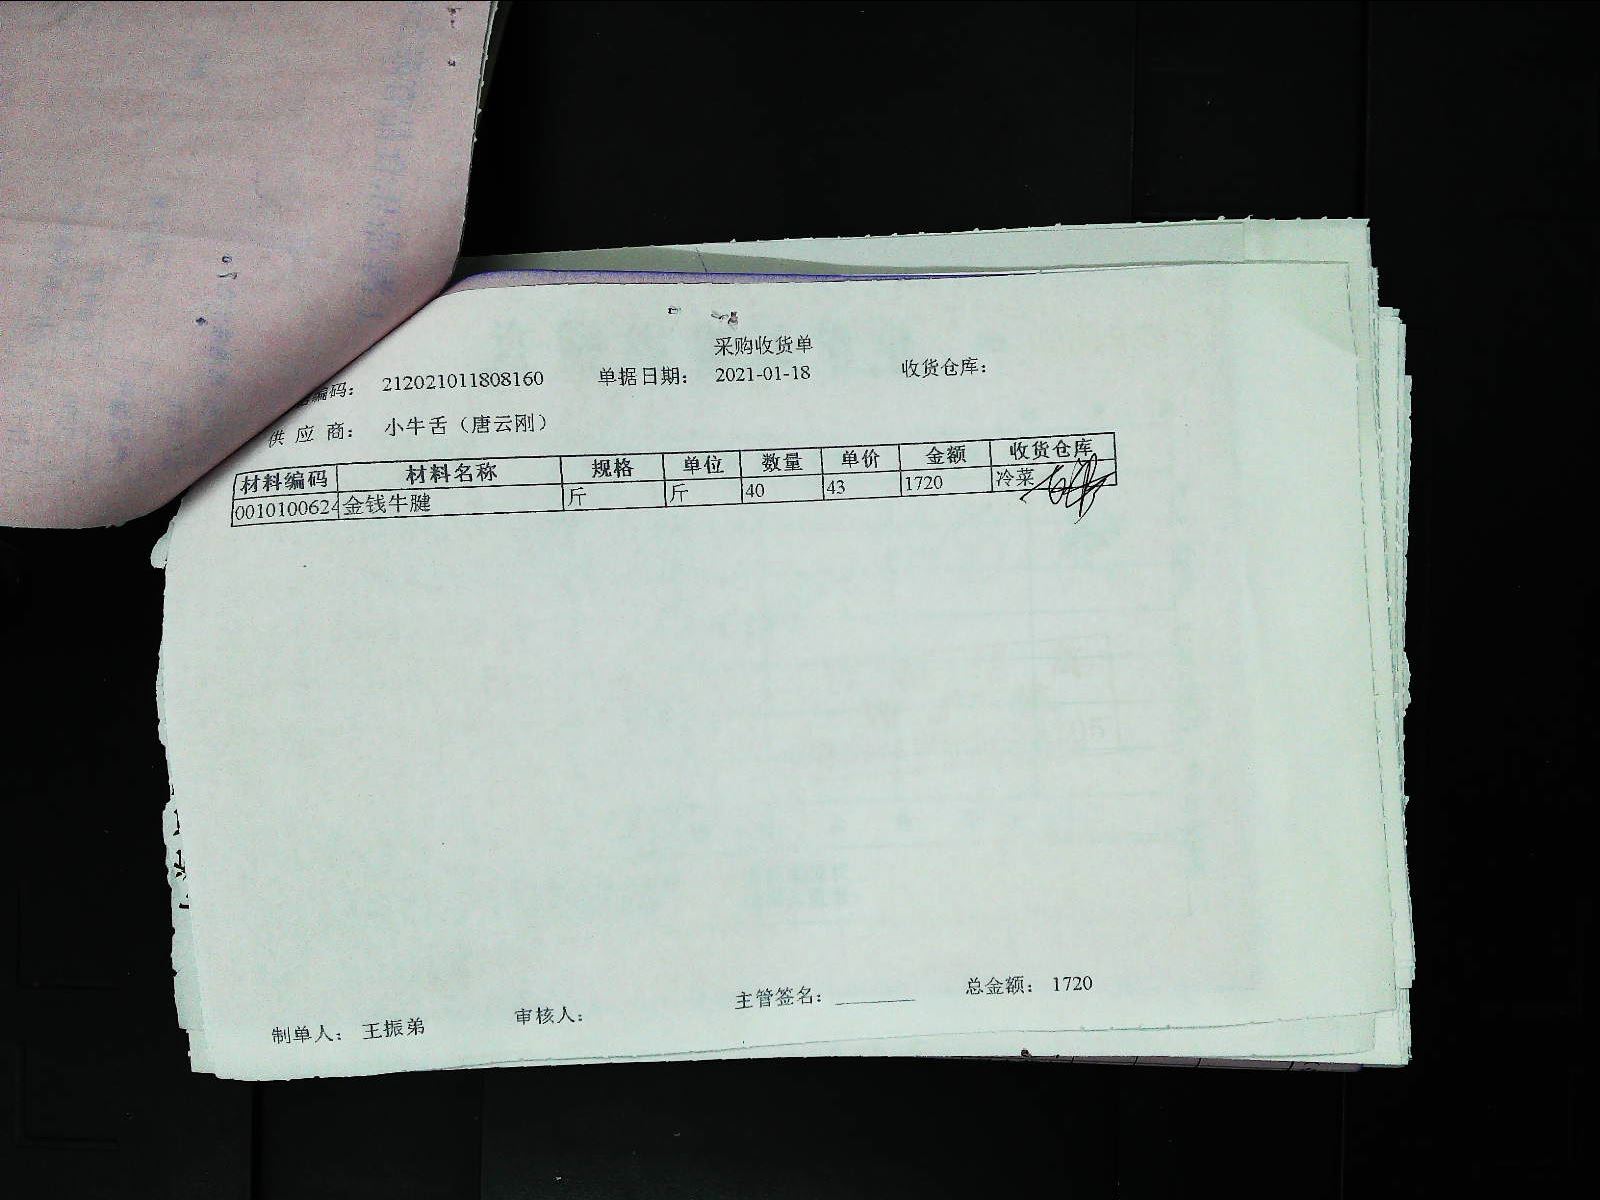 采购收货单
编码： 212021011808160 单据日期： 2021-01-18 收货仓库：
供应商： 小牛舌（唐云刚）
材料编码 材料名称 规格 单位 数量 单价 金额 收货仓库
0010100624 金钱牛腱 斤 斤 40 43 1720 冷菜
主管签名：________ 总金额： 1720
制单人： 王振弟 审核人：